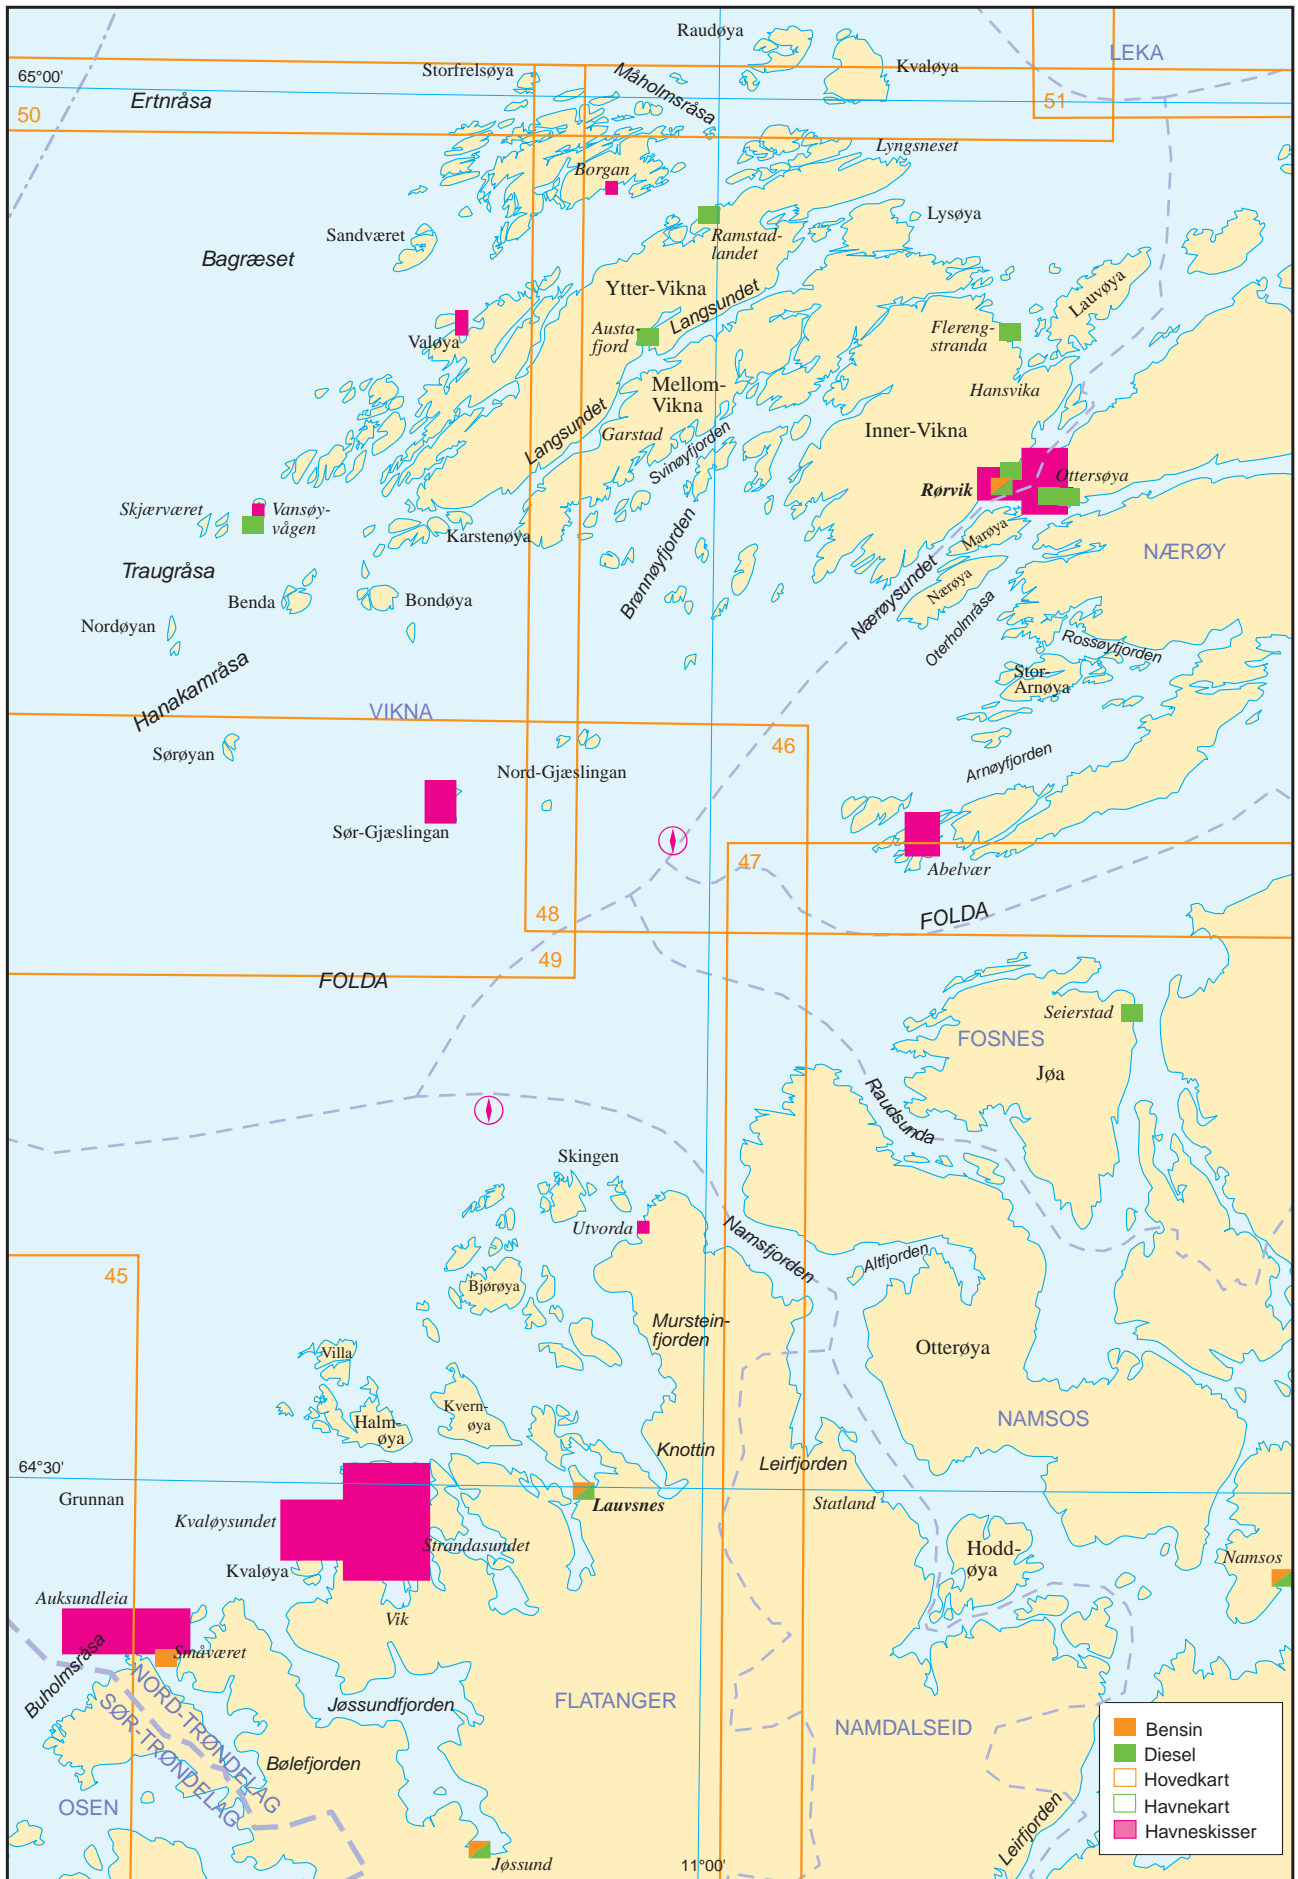 Raudøya
LEKA
Kvaløya
Storfrelsøya
Måholmsråsa
65°00'
Ertnråsa
50
51
Lyngsneset
Borgan
Lysøya
Sandværet
Ramstad-
landet
Bagræset
Ytter-Vikna
Langsundet
Lauvøya
Valøya
Austa-
fjord
Flereng-
stranda
Mellom-
Vikna
Hansvika
Langsundet
Garstad
Svinøyfjorden
Inner-Vikna
Ottersøya
Rørvik
Skjærværet
Vansøy-
vågen
Karstenøya
Marøya
NÆRØY
Traugråsa
Brønnøyfjorden
Nærøysundet
Nærøya
Benda
Bondøya
Oterholmråsa
Nordøyan
Rossøyfjorden
Hanakamråsa
Stor-
Arnøya
VIKNA
46
Sørøyan
Arnøyfjorden
Nord-Gjæslingan
Sør-Gjæslingan
47
Abelvær
48
FOLDA
49
FOLDA
Seierstad
FOSNES
Jøa
Raudsunda
Skingen
Utvorda
Namsfjorden
Altfjorden
45
Bjørøya
Murstein-
fjorden
Otterøya
Villa
Kvern-
øya
Halm-
øya
NAMSOS
Knottin
Leirfjorden
64°30'
Grunnan
Lauvsnes
Statland
Kvaløysundet
Strandasundet
Hodd-
øya
Namsos
Kvaløya
Auksundleia
Vik
Småværet
Buholmsråsa
NORD-TRØNDELAG
SØR-TRØNDELAG
Jøssundfjorden
FLATANGER
NAMDALSEID
Bølefjorden
OSEN
Leirfjorden
Jøssund
11°00'
Bensin
Diesel
Hovedkart
Havnekart
Havneskisser